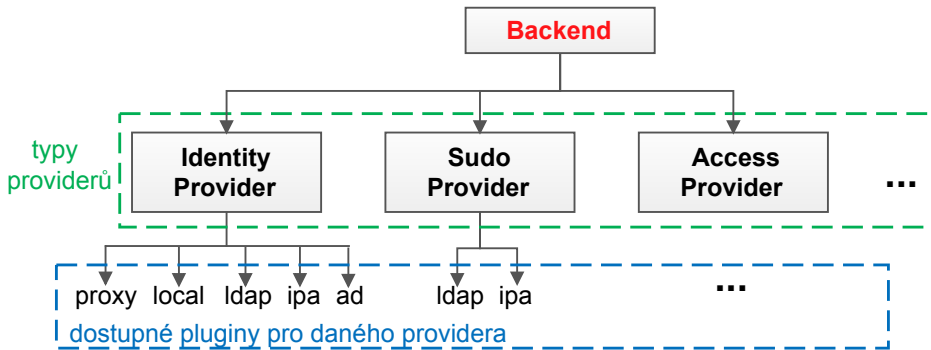 Backend
typy
providerů
Identity
Provider
Sudo
Provider
Access
Provider
...
proxy local ldap ipa ad
ldap ipa
...
dostupné pluginy pro daného providera